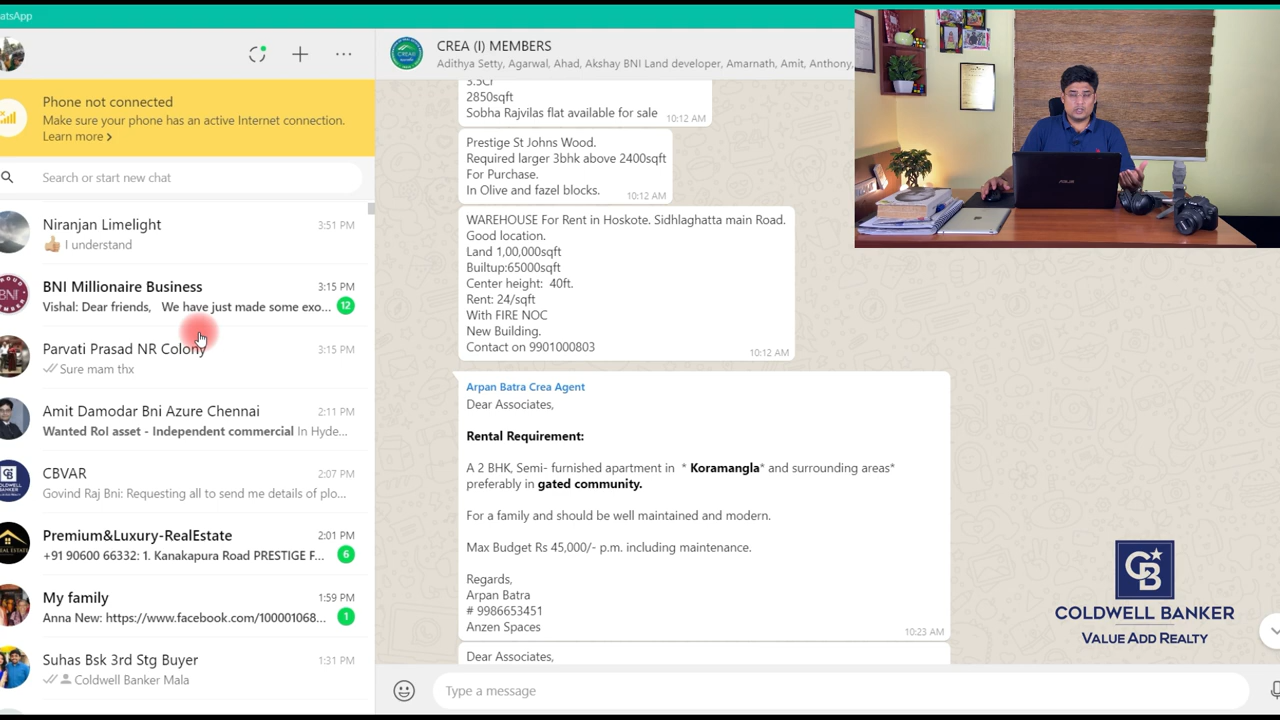 atsApp
Phone not connected
Make sure your phone has an active Internet connection.
Learn more >
Search or start new chat
Niranjan Limelight 3:51 PM
👍🏼 I understand
BNI Millionaire Business 3:15 PM
Vishal: Dear friends, We have just made some exo... 12
Parvati Prasad NR Colony 3:15 PM
Sure mam thx
Amit Damodar Bni Azure Chennai 2:11 PM
Wanted RoI asset - Independent commercial In Hyde...
CBVAR 2:07 PM
Govind Raj Bni: Requesting all to send me details of plo...
Premium&Luxury-RealEstate 2:01 PM
+91 90600 66332: 1. Kanakapura Road PRESTIGE F... 6
My family 1:59 PM
Anna New: https://www.facebook.com/100001068... 1
Suhas Bsk 3rd Stg Buyer 1:31 PM
Coldwell Banker Mala
CREA (I) MEMBERS
Adithya Setty, Agarwal, Ahad, Akshay BNI Land developer, Amarnath, Amit, Anthony,
3.5Cr
2850sqft
Sobha Rajvilas flat available for sale 10:12 AM
Prestige St Johns Wood.
Required larger 3bhk above 2400sqft
For Purchase.
In Olive and fazel blocks. 10:12 AM
WAREHOUSE For Rent in Hoskote. Sidhlaghatta main Road.
Good location.
Land 1,00,000sqft
Builtup:65000sqft
Center height: 40ft.
Rent: 24/sqft
With FIRE NOC
New Building.
Contact on 9901000803 10:12 AM
Arpan Batra Crea Agent
Dear Associates,
Rental Requirement:
A 2 BHK, Semi- furnished apartment in * Koramangla* and surrounding areas*
preferably in gated community.
For a family and should be well maintained and modern.
Max Budget Rs 45,000/- p.m. including maintenance.
Regards,
Arpan Batra
# 9986653451
Anzen Spaces 10:23 AM
Dear Associates,
Type a message
CB
COLDWELL BANKER
VALUE ADD REALTY
ASUS
BNI